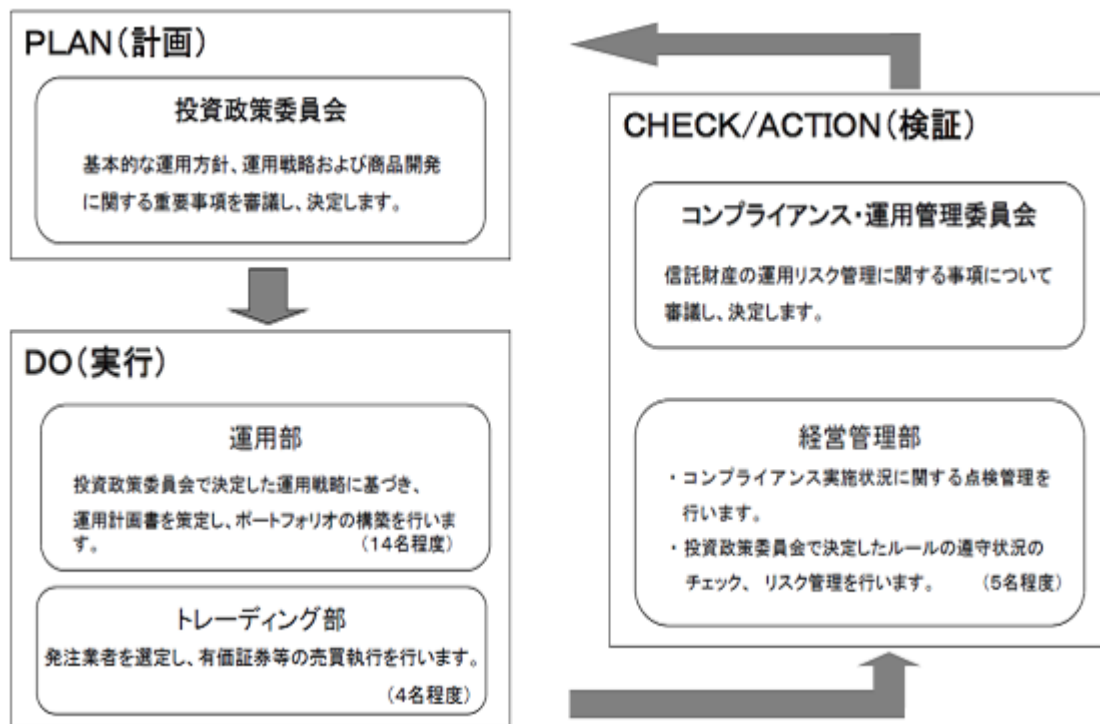 PLAN(計画)
投資政策委員会
基本的な運用方針、運用戦略および商品開発
に関する重要事項を審議し、決定します。
DO(実行)
運用部
投資政策委員会で決定した運用戦略に基づき、
運用計画書を策定し、ポートフォリオの構築を行いま
す。 (14名程度)
トレーディング部
発注業者を選定し、有価証券等の売買執行を行います。
(4名程度)
CHECK/ACTION(検証)
コンプライアンス・運用管理委員会
信託財産の運用リスク管理に関する事項について
審議し、決定します。
経営管理部
・コンプライアンス実施状況に関する点検管理を
行います。
・投資政策委員会で決定したルールの遵守状況の
チェック、リスク管理を行います。 (5名程度)